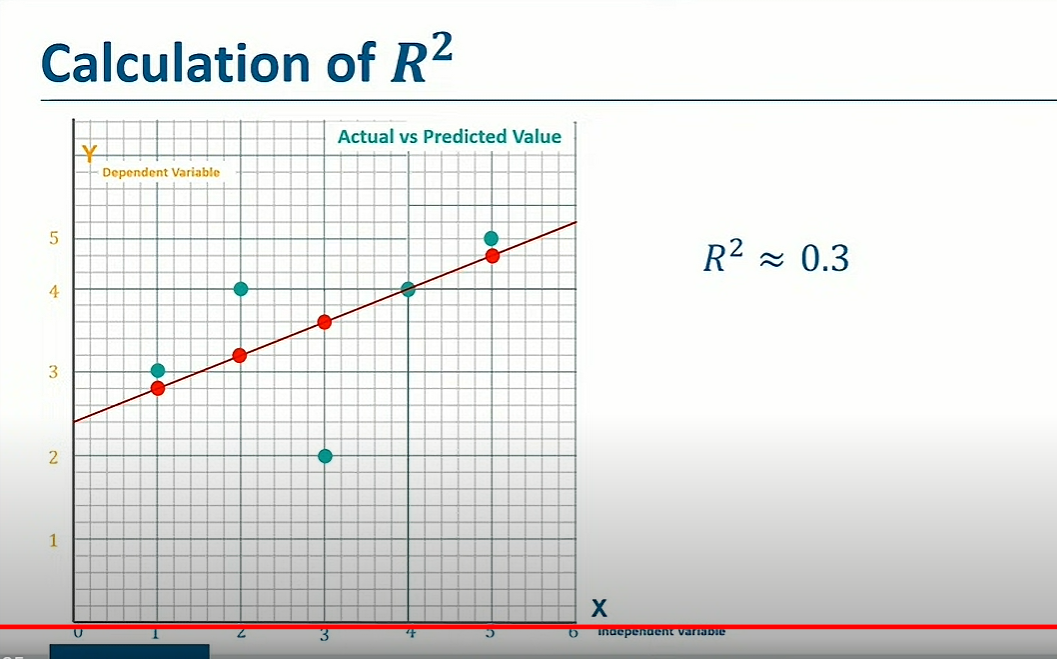 Calculation of R²
Actual vs Predicted Value
Y
Dependent Variable
5
4
3
2
1
R² ≈ 0.3
X
0 1 2 3 4 5 6 Independent Variable